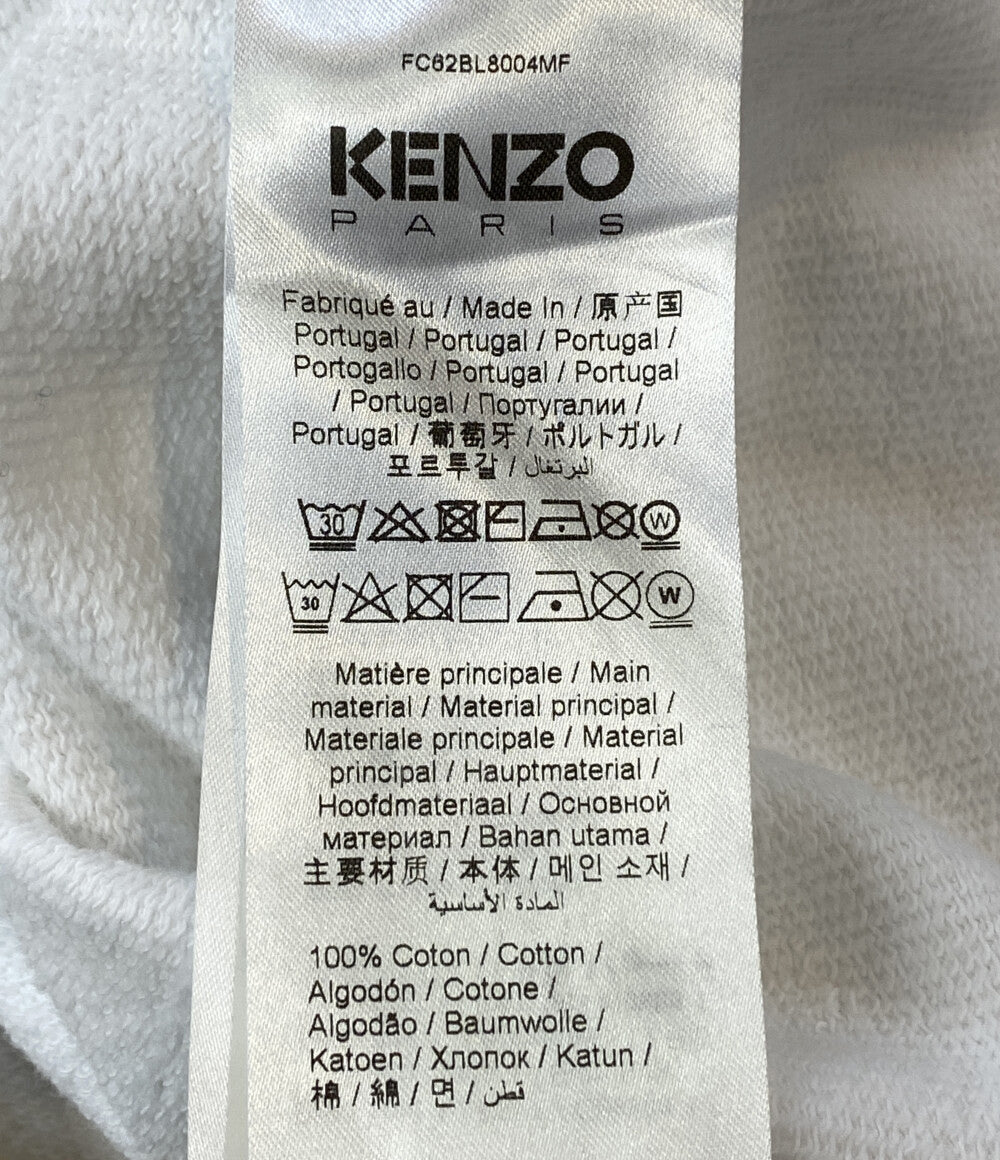 FC62BL8004MF
KENZO
PARIS
Fabriqué au / Made In / 原产国
Portugal / Portugal / Portugal /
Portogallo / Portugal / Portugal
/ Portugal / Португалии /
Portugal / 葡萄牙 / ポルトガル /
포르투갈 / البرتغال
30 W
30 W
Matière principale / Main
material / Material principal /
Materiale principale / Material
principal / Hauptmaterial /
Hoofdmateriaal / Основной
материал / Bahan utama /
主要材质 / 本体 / 메인 소재 /
المادة الأساسية
100% Coton / Cotton /
Algodón / Cotone /
Algodão / Baumwolle /
Katoen / Хлопок / Katun /
棉 / 綿 / 면 / قطن